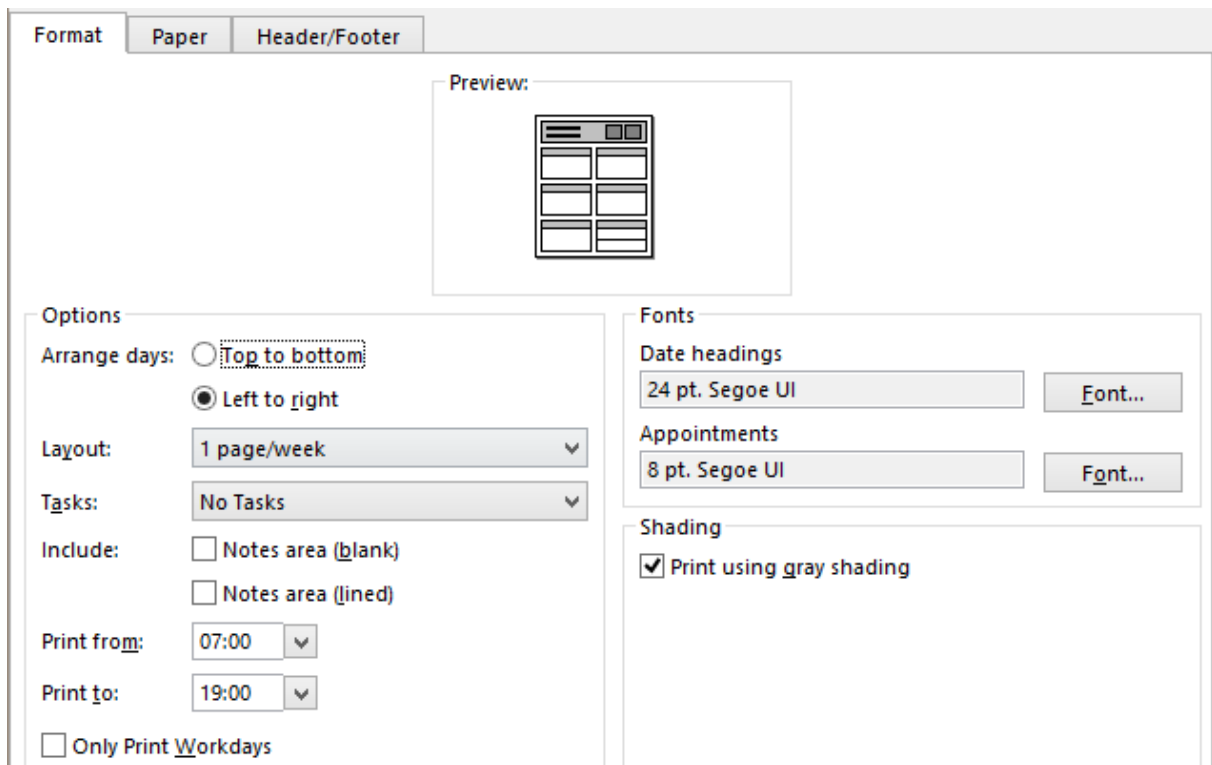 Format Paper Header/Footer
Preview:
Options
Arrange days: Top to bottom
Left to right
Layout: 1 page/week
Tasks: No Tasks
Include: Notes area (blank)
Notes area (lined)
Print from: 07:00
Print to: 19:00
Only Print Workdays
Fonts
Date headings
24 pt. Segoe UI Font...
Appointments
8 pt. Segoe UI Font...
Shading
Print using gray shading